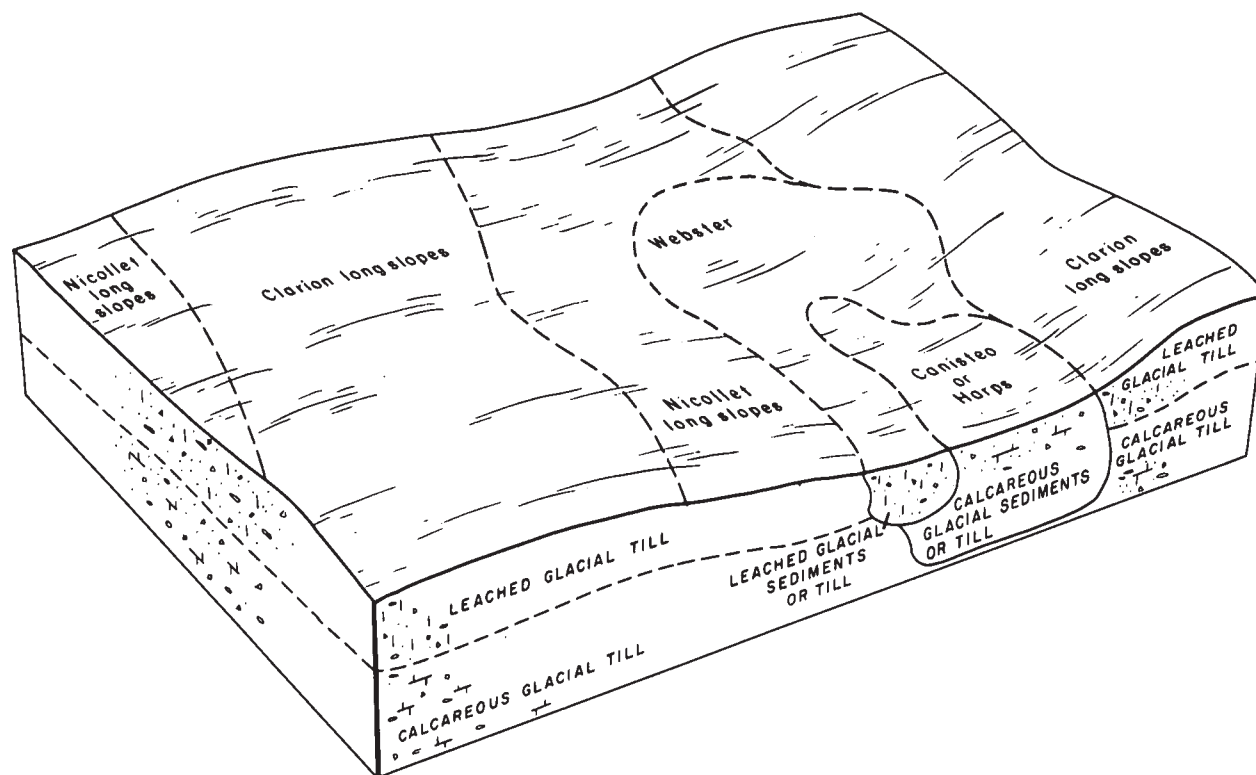 Nicollet
long
slopes
Clarion long slopes
Webster
Clarion
long slopes
Nicollet
long slopes
Canisteo
or
Harps
LEACHED
GLACIAL TILL
CALCAREOUS
GLACIAL TILL
CALCAREOUS
GLACIAL SEDIMENTS
OR TILL
LEACHED GLACIAL
SEDIMENTS
OR TILL
LEACHED GLACIAL TILL
CALCAREOUS GLACIAL TILL